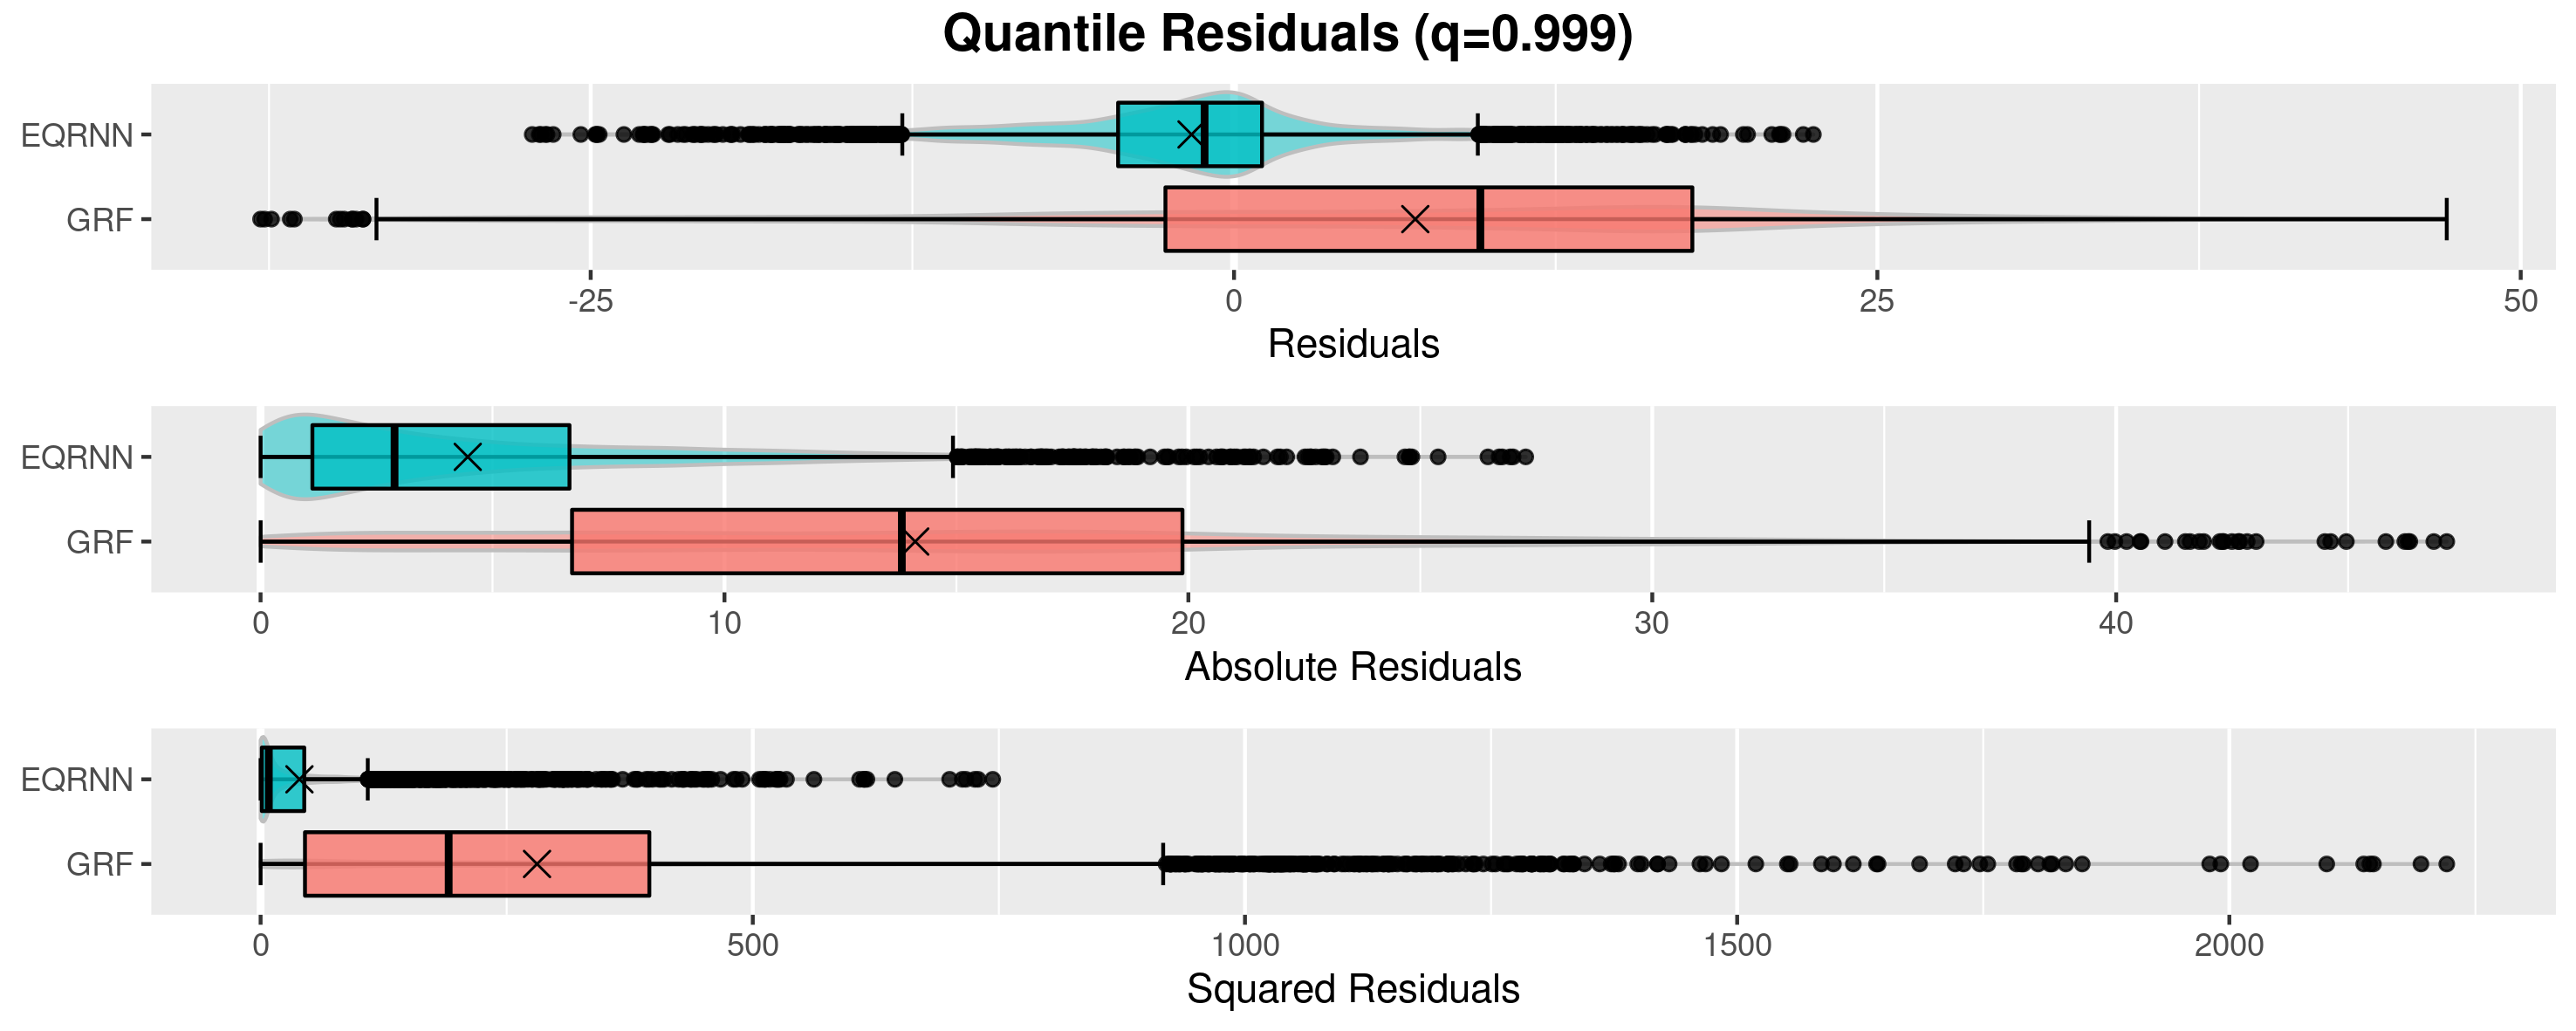 Quantile Residuals (q=0.999)
EQRNN
GRF
-25 0 25 50
Residuals
EQRNN
GRF
0 10 20 30 40
Absolute Residuals
EQRNN
GRF
0 500 1000 1500 2000
Squared Residuals